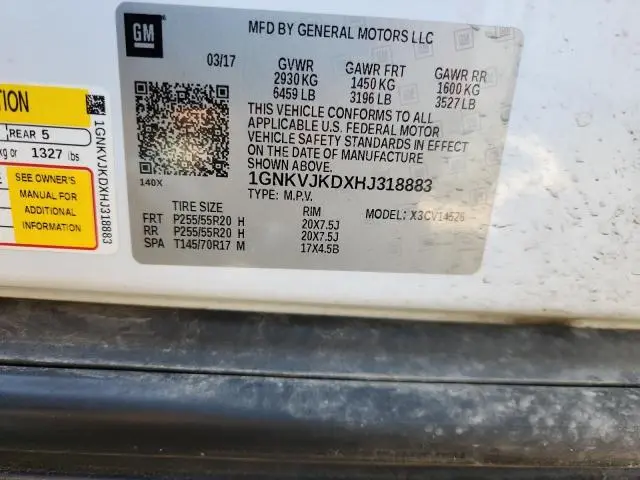 GM
MFD BY GENERAL MOTORS LLC
03/17
GVWR
2930 KG
6459 LB
GAWR FRT
1450 KG
3196 LB
GAWR RR
1600 KG
3527 LB
THIS VEHICLE CONFORMS TO ALL
APPLICABLE U.S. FEDERAL MOTOR
VEHICLE SAFETY STANDARDS IN EFFECT
ON THE DATE OF MANUFACTURE
SHOWN ABOVE.
1GNKVJKDXHJ318883
TYPE: M.P.V.
140X
TIRE SIZE RIM MODEL: X3CV14526
FRT P255/55R20 H 20X7.5J
RR P255/55R20 H 20X7.5J
SPA T145/70R17 M 17X4.5B
TION
REAR 5
kg or 1327 lbs
SEE OWNER'S
MANUAL FOR
ADDITIONAL
INFORMATION
1GNKVJKDXHJ318883